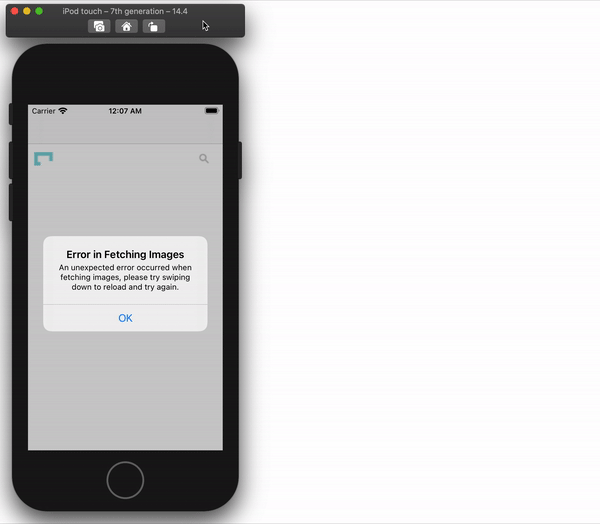 iPod touch – 7th generation – 14.4
Carrier 12:07 AM
Error in Fetching Images
An unexpected error occurred when
fetching images, please try swiping
down to reload and try again.
OK